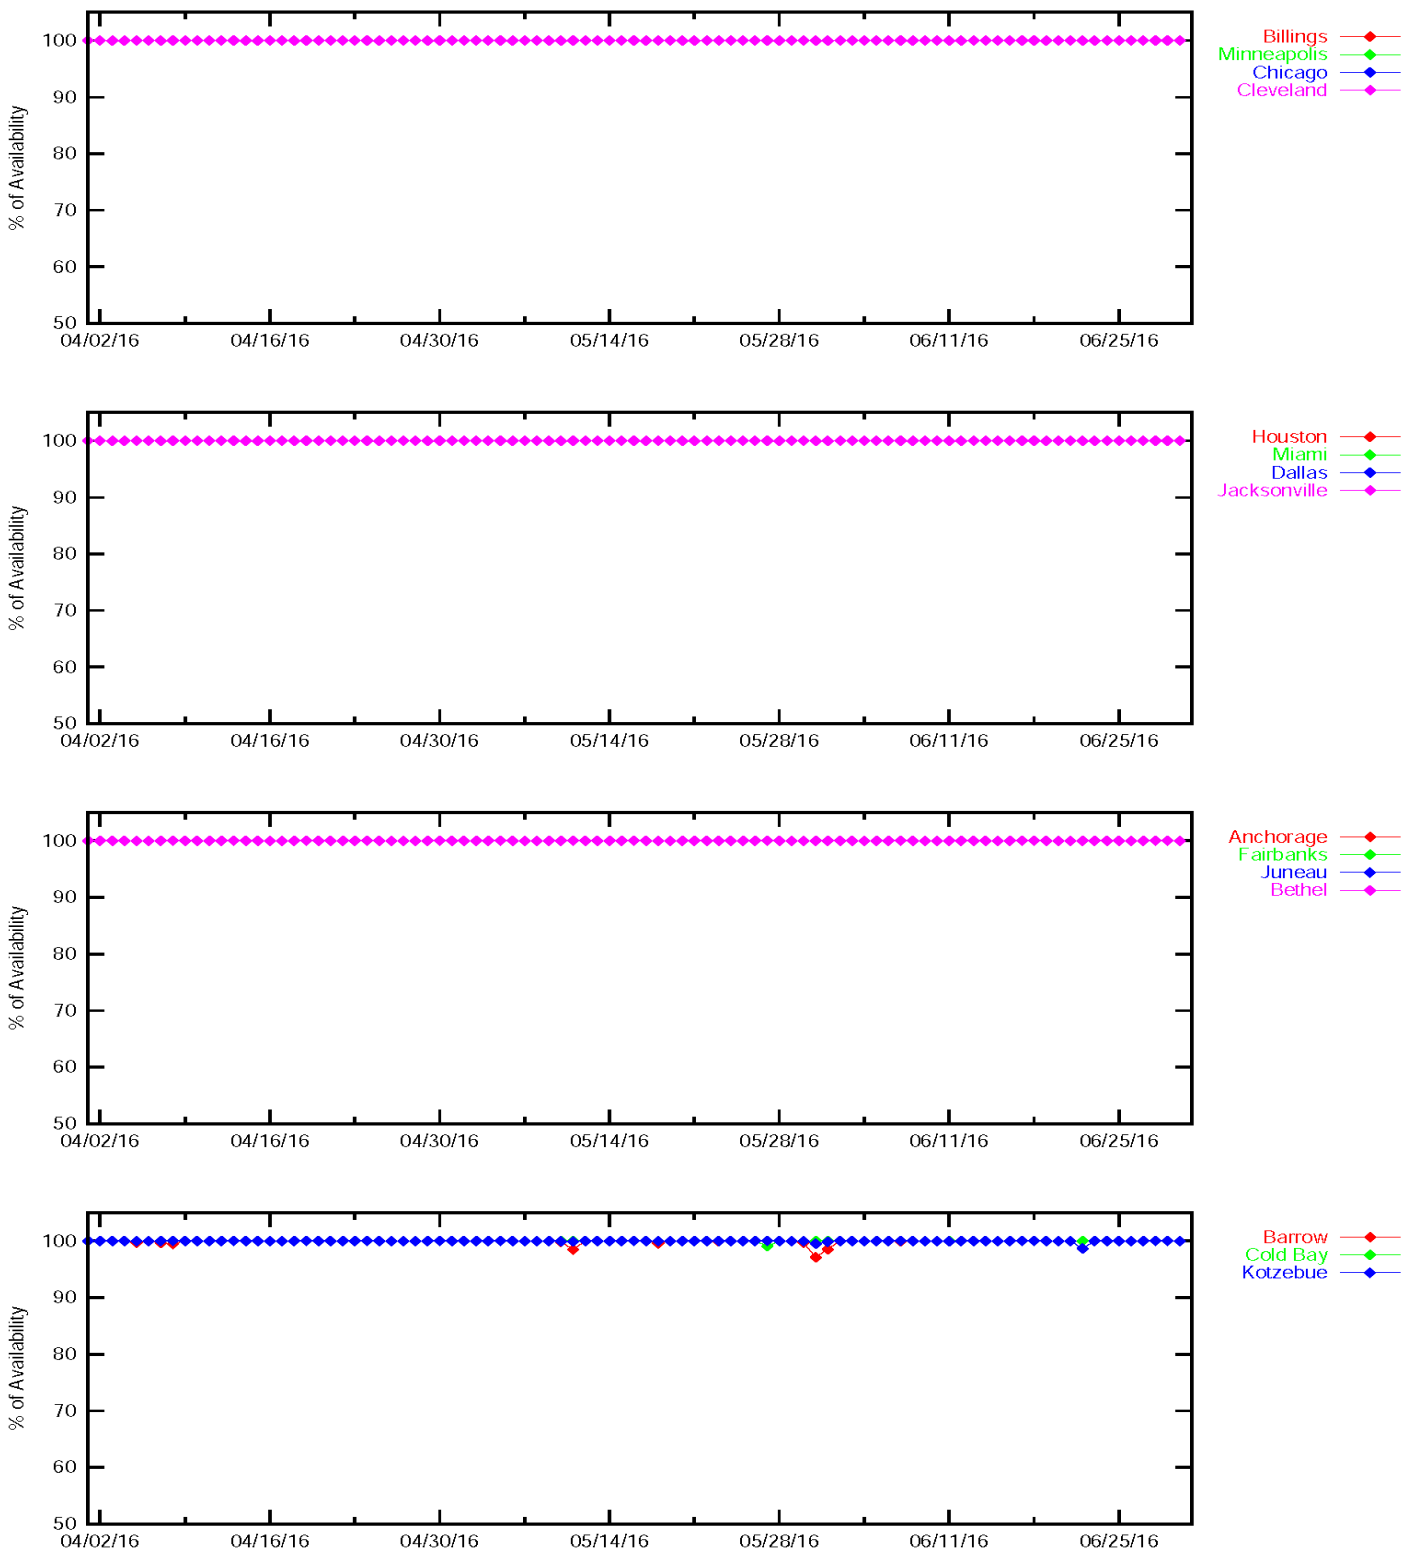 100
90
80
70
60
50
% of Availability
04/02/16 04/16/16 04/30/16 05/14/16 05/28/16 06/11/16 06/25/16
Billings
Minneapolis
Chicago
Cleveland
100
90
80
70
60
50
% of Availability
04/02/16 04/16/16 04/30/16 05/14/16 05/28/16 06/11/16 06/25/16
Houston
Miami
Dallas
Jacksonville
100
90
80
70
60
50
% of Availability
04/02/16 04/16/16 04/30/16 05/14/16 05/28/16 06/11/16 06/25/16
Anchorage
Fairbanks
Juneau
Bethel
100
90
80
70
60
50
% of Availability
04/02/16 04/16/16 04/30/16 05/14/16 05/28/16 06/11/16 06/25/16
Barrow
Cold Bay
Kotzebue